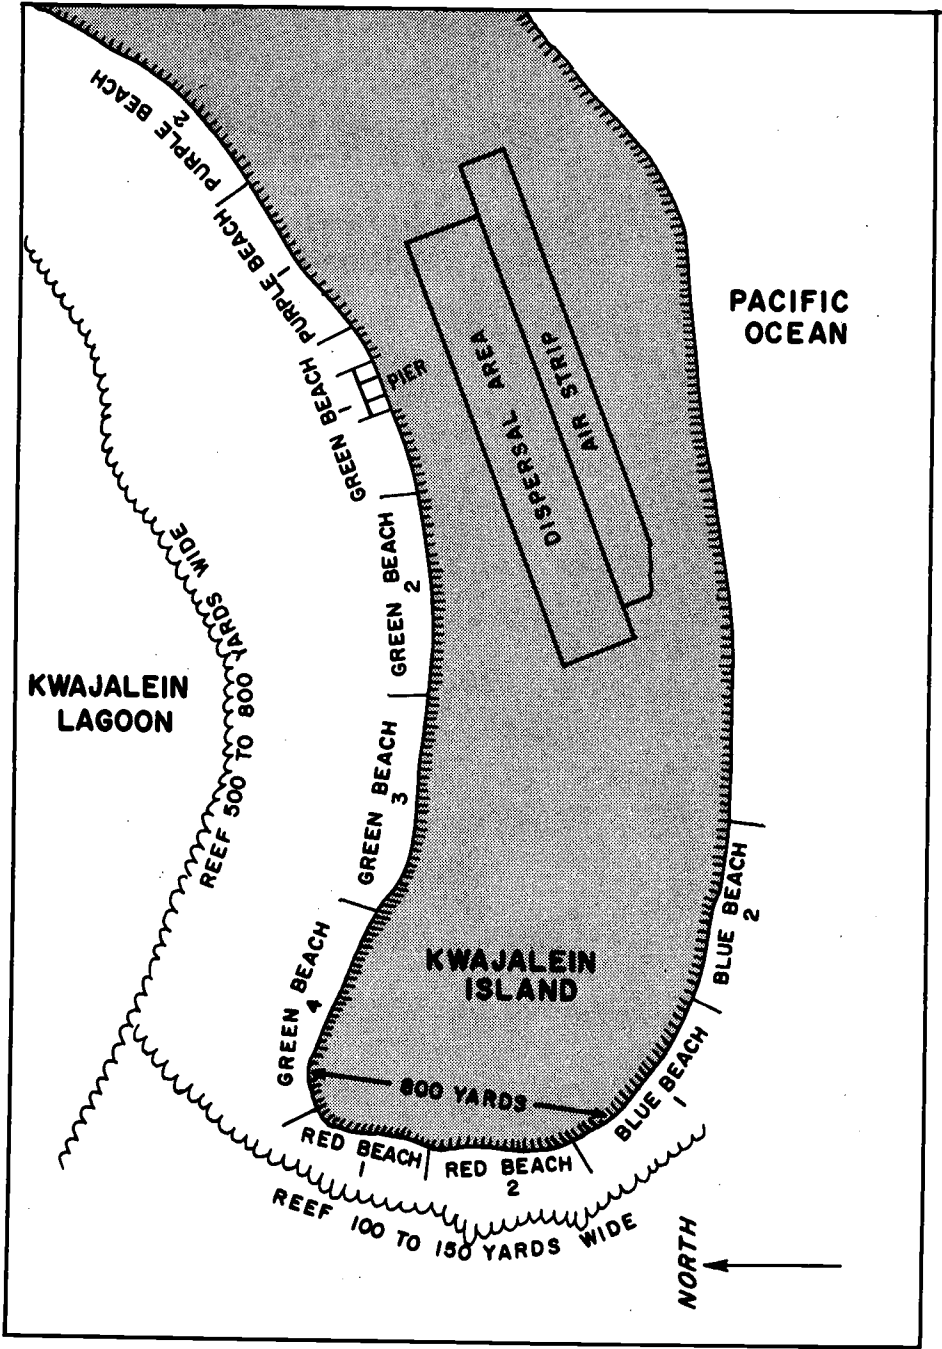 PURPLE BEACH
2
PURPLE BEACH
1
GREEN BEACH
1
PIER
DISPERSAL AREA
AIR STRIP
PACIFIC
OCEAN
GREEN BEACH
2
KWAJALEIN
LAGOON
REEF 500 TO 800 YARDS WIDE
GREEN BEACH
3
BLUE BEACH
2
KWAJALEIN
ISLAND
GREEN BEACH
4
800 YARDS
BLUE BEACH
1
RED BEACH
1
RED BEACH
2
REEF 100 TO 150 YARDS WIDE
NORTH